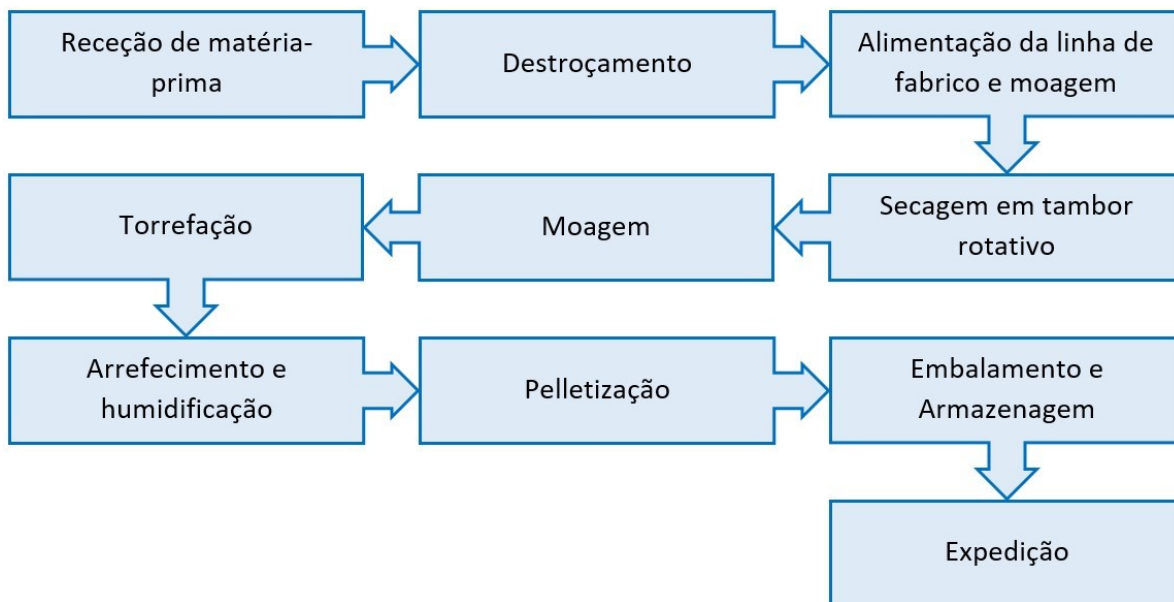 Receção de matéria-
prima
Destroçamento
Alimentação da linha de
fabrico e moagem
Secagem em tambor
rotativo
Moagem
Torrefação
Arrefecimento e
humidificação
Pelletização
Embalamento e
Armazenagem
Expedição